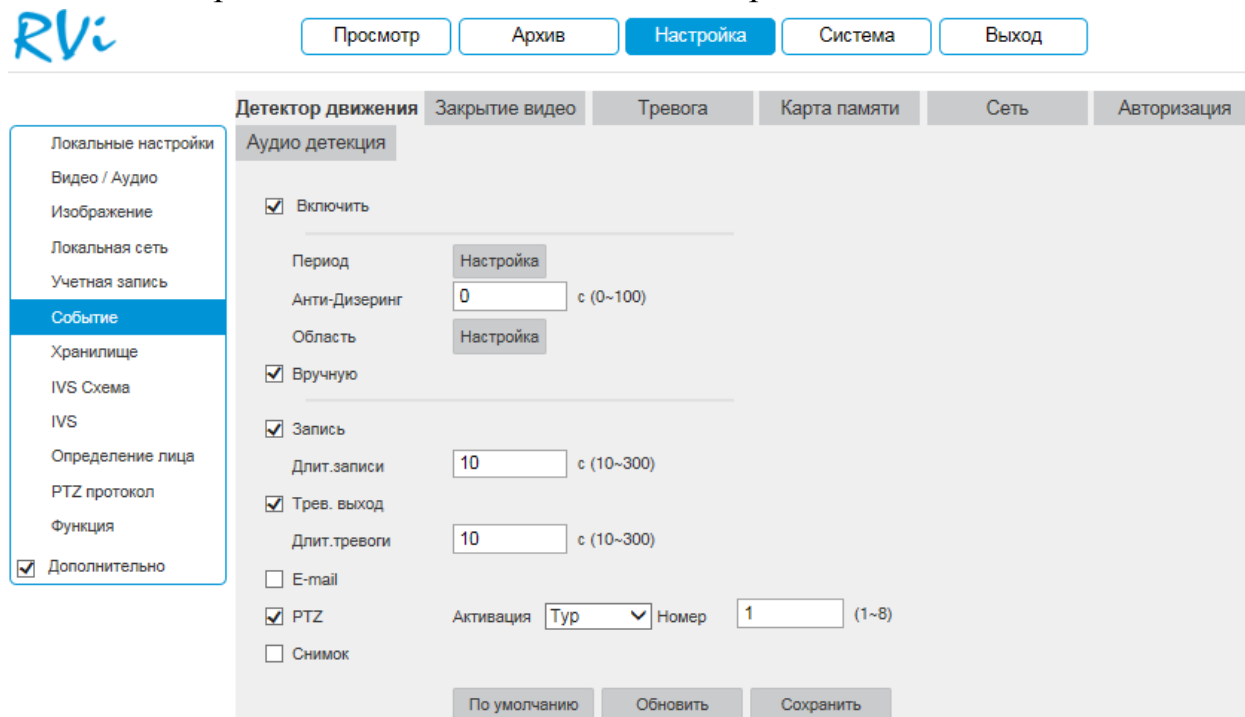 RVi
Просмотр Архив Настройка Система Выход
Детектор движения Закрытие видео Тревога Карта памяти Сеть Авторизация
Аудио детекция
Локальные настройки
Видео / Аудио
Изображение
Локальная сеть
Учетная запись
Событие
Хранилище
IVS Схема
IVS
Определение лица
PTZ протокол
Функция
Дополнительно
Включить
Период Настройка
Анти-Дизеринг 0 с (0~100)
Область Настройка
Вручную
Запись
Длит.записи 10 с (10~300)
Трев. выход
Длит.тревоги 10 с (10~300)
E-mail
PTZ Активация Тур Номер 1 (1~8)
Снимок
По умолчанию Обновить Сохранить